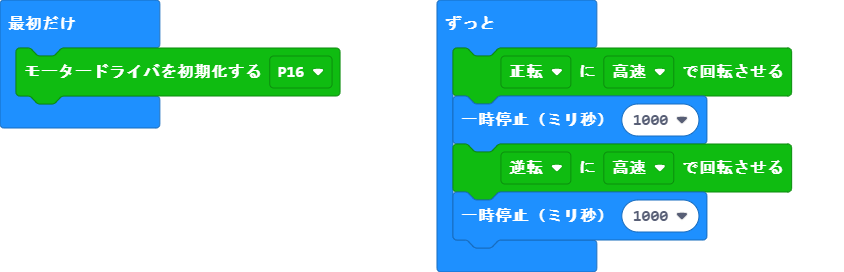 最初だけ
モータードライバを初期化する P16
ずっと
正転 に 高速 で回転させる
一時停止（ミリ秒） 1000
逆転 に 高速 で回転させる
一時停止（ミリ秒） 1000